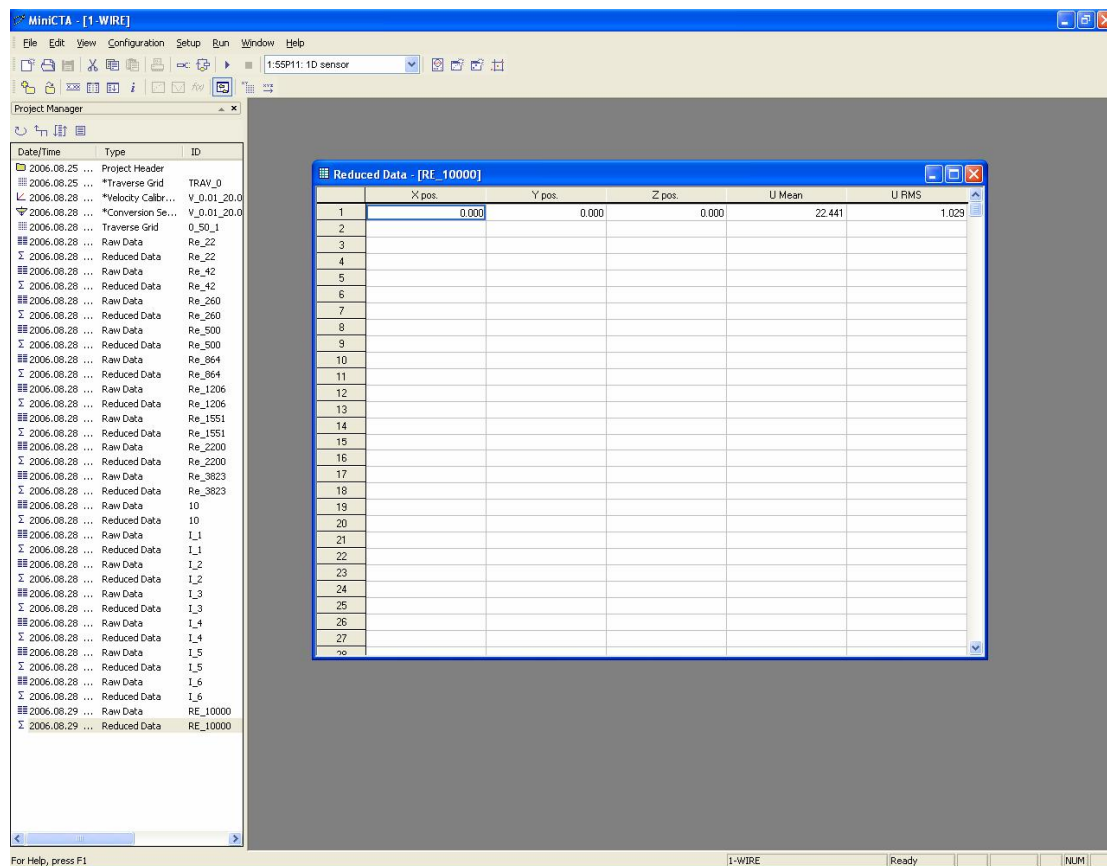 MiniCTA - [1-WIRE]
File Edit View Configuration Setup Run Window Help
1:55P11: 1D sensor
Project Manager
Date/Time Type ID
2006.08.25 ... Project Header
2006.08.25 ... *Traverse Grid TRAV_0
2006.08.28 ... *Velocity Calibr... V_0.01_20.0
2006.08.28 ... *Conversion Se... V_0.01_20.0
2006.08.28 ... Traverse Grid 0_50_1
2006.08.28 ... Raw Data Re_22
2006.08.28 ... Reduced Data Re_22
2006.08.28 ... Raw Data Re_42
2006.08.28 ... Reduced Data Re_42
2006.08.28 ... Raw Data Re_260
2006.08.28 ... Reduced Data Re_260
2006.08.28 ... Raw Data Re_500
2006.08.28 ... Reduced Data Re_500
2006.08.28 ... Raw Data Re_864
2006.08.28 ... Reduced Data Re_864
2006.08.28 ... Raw Data Re_1206
2006.08.28 ... Reduced Data Re_1206
2006.08.28 ... Raw Data Re_1551
2006.08.28 ... Reduced Data Re_1551
2006.08.28 ... Raw Data Re_2200
2006.08.28 ... Reduced Data Re_2200
2006.08.28 ... Raw Data Re_3823
2006.08.28 ... Reduced Data Re_3823
2006.08.28 ... Raw Data 10
2006.08.28 ... Reduced Data 10
2006.08.28 ... Raw Data I_1
2006.08.28 ... Reduced Data I_1
2006.08.28 ... Raw Data I_2
2006.08.28 ... Reduced Data I_2
2006.08.28 ... Raw Data I_3
2006.08.28 ... Reduced Data I_3
2006.08.28 ... Raw Data I_4
2006.08.28 ... Reduced Data I_4
2006.08.28 ... Raw Data I_5
2006.08.28 ... Reduced Data I_5
2006.08.28 ... Raw Data I_6
2006.08.28 ... Reduced Data I_6
2006.08.29 ... Raw Data RE_10000
2006.08.29 ... Reduced Data RE_10000
Reduced Data - [RE_10000]
X pos. Y pos. Z pos. U Mean U RMS
1 0.000 0.000 0.000 22.441 1.029
2
3
4
5
6
7
8
9
10
11
12
13
14
15
16
17
18
19
20
21
22
23
24
25
26
27
28
For Help, press F1 1-WIRE Ready NUM